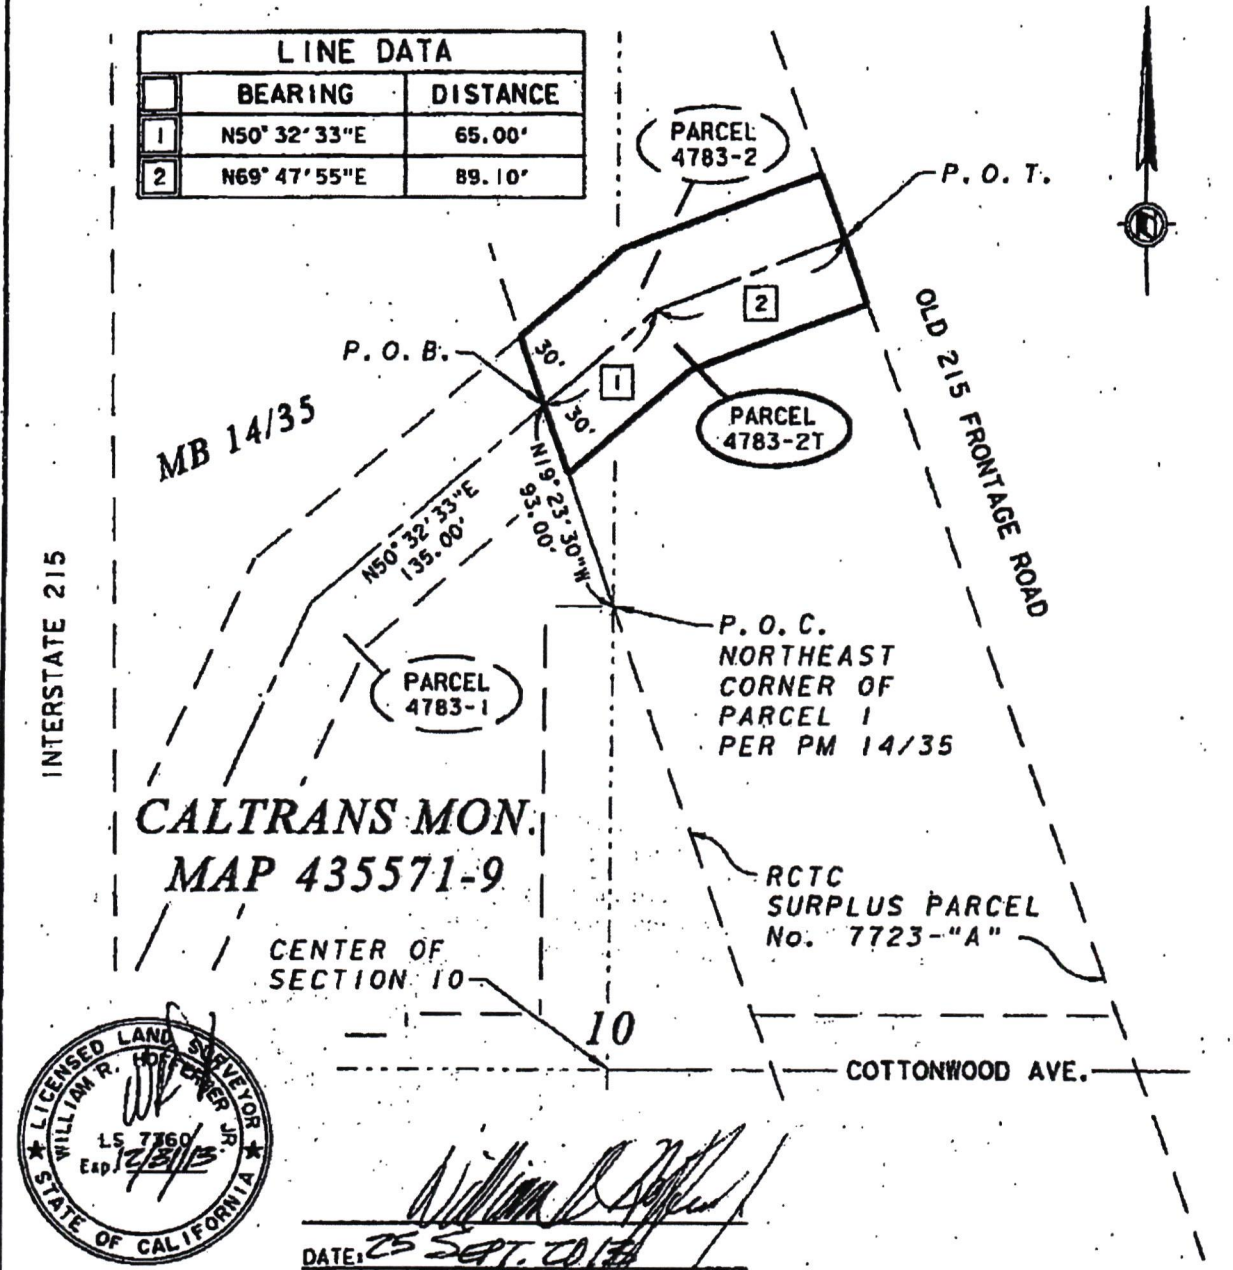 LINE DATA
BEARING DISTANCE
1 N50°32'33"E 65.00'
2 N69°47'55"E 89.10'
PARCEL
4783-2
P.O.T.
P.O.B.
30'
30'
1
2
OLD 215 FRONTAGE ROAD
PARCEL
4783-2T
MB 14/35
N50°32'33"E
135.00'
N19°23'30"W
93.00'
INTERSTATE 215
P.O.C.
NORTHEAST
CORNER OF
PARCEL 1
PER PM 14/35
PARCEL
4783-1
CALTRANS MON.
MAP 435571-9
RCTC
SURPLUS PARCEL
No. 7723-"A"
CENTER OF
SECTION 10
10
COTTONWOOD AVE.
LICENSED LAND SURVEYOR
WILLIAM R. JR.
LS 7360
Exp. 12/31/13
STATE OF CALIFORNIA
DATE: 25 SEPT.